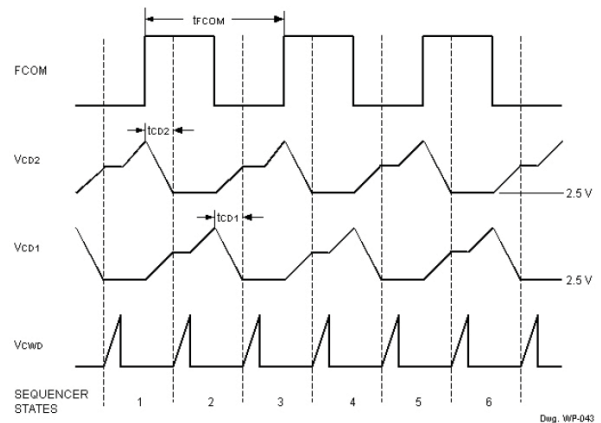 tFCOM
FCOM
tCD2
VCD2
2.5 V
tCD1
VCD1
2.5 V
VCWD
SEQUENCER
STATES
1 2 3 4 5 6
Dwg. WP-043